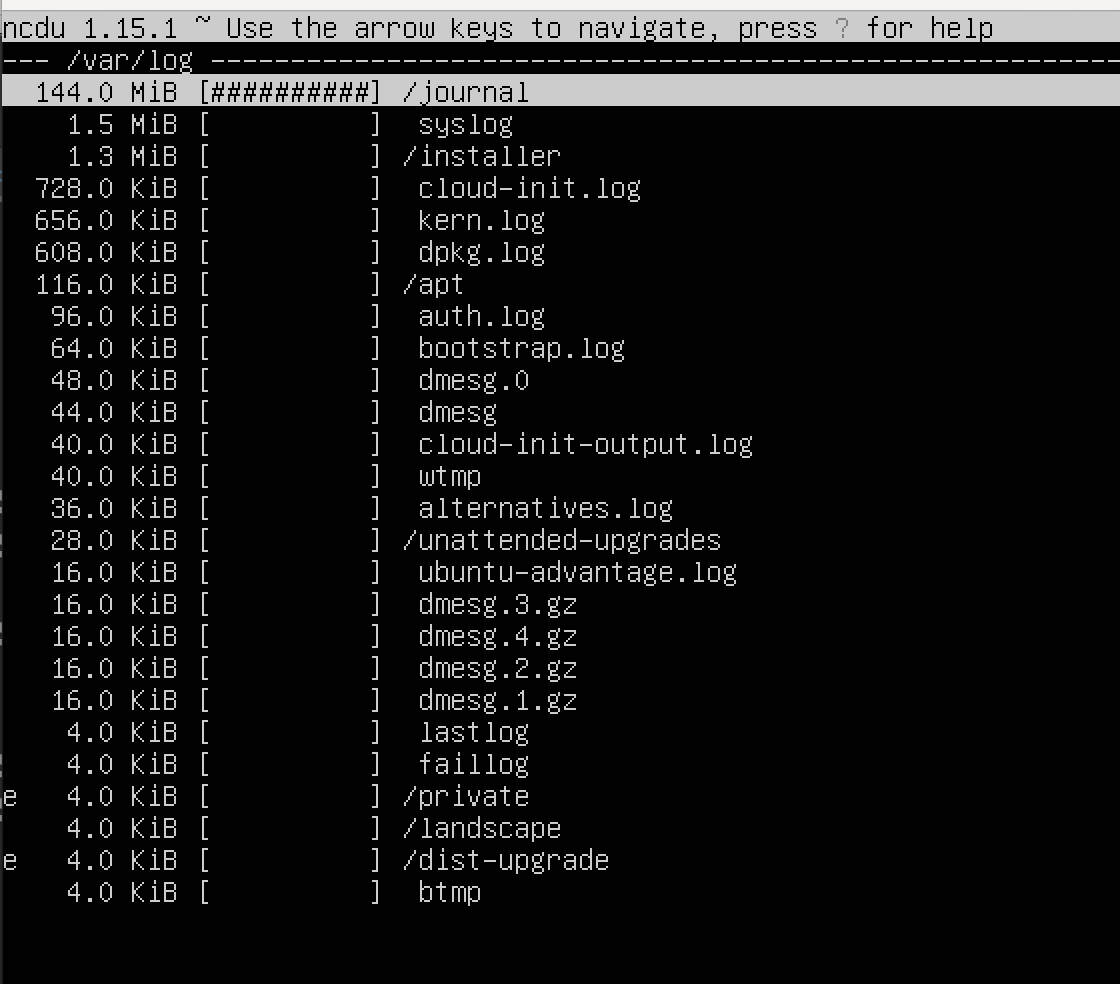 ncdu 1.15.1 ~ Use the arrow keys to navigate, press ? for help
--- /var/log ----------------------------------------------------------
144.0 MiB [##########] /journal
1.5 MiB [          ]  syslog
1.3 MiB [          ] /installer
728.0 KiB [          ]  cloud-init.log
656.0 KiB [          ]  kern.log
608.0 KiB [          ]  dpkg.log
116.0 KiB [          ] /apt
96.0 KiB [          ]  auth.log
64.0 KiB [          ]  bootstrap.log
48.0 KiB [          ]  dmesg.0
44.0 KiB [          ]  dmesg
40.0 KiB [          ]  cloud-init-output.log
40.0 KiB [          ]  wtmp
36.0 KiB [          ]  alternatives.log
28.0 KiB [          ] /unattended-upgrades
16.0 KiB [          ]  ubuntu-advantage.log
16.0 KiB [          ]  dmesg.3.gz
16.0 KiB [          ]  dmesg.4.gz
16.0 KiB [          ]  dmesg.2.gz
16.0 KiB [          ]  dmesg.1.gz
4.0 KiB [          ]  lastlog
4.0 KiB [          ]  faillog
e   4.0 KiB [          ] /private
4.0 KiB [          ] /landscape
e   4.0 KiB [          ] /dist-upgrade
4.0 KiB [          ]  btmp